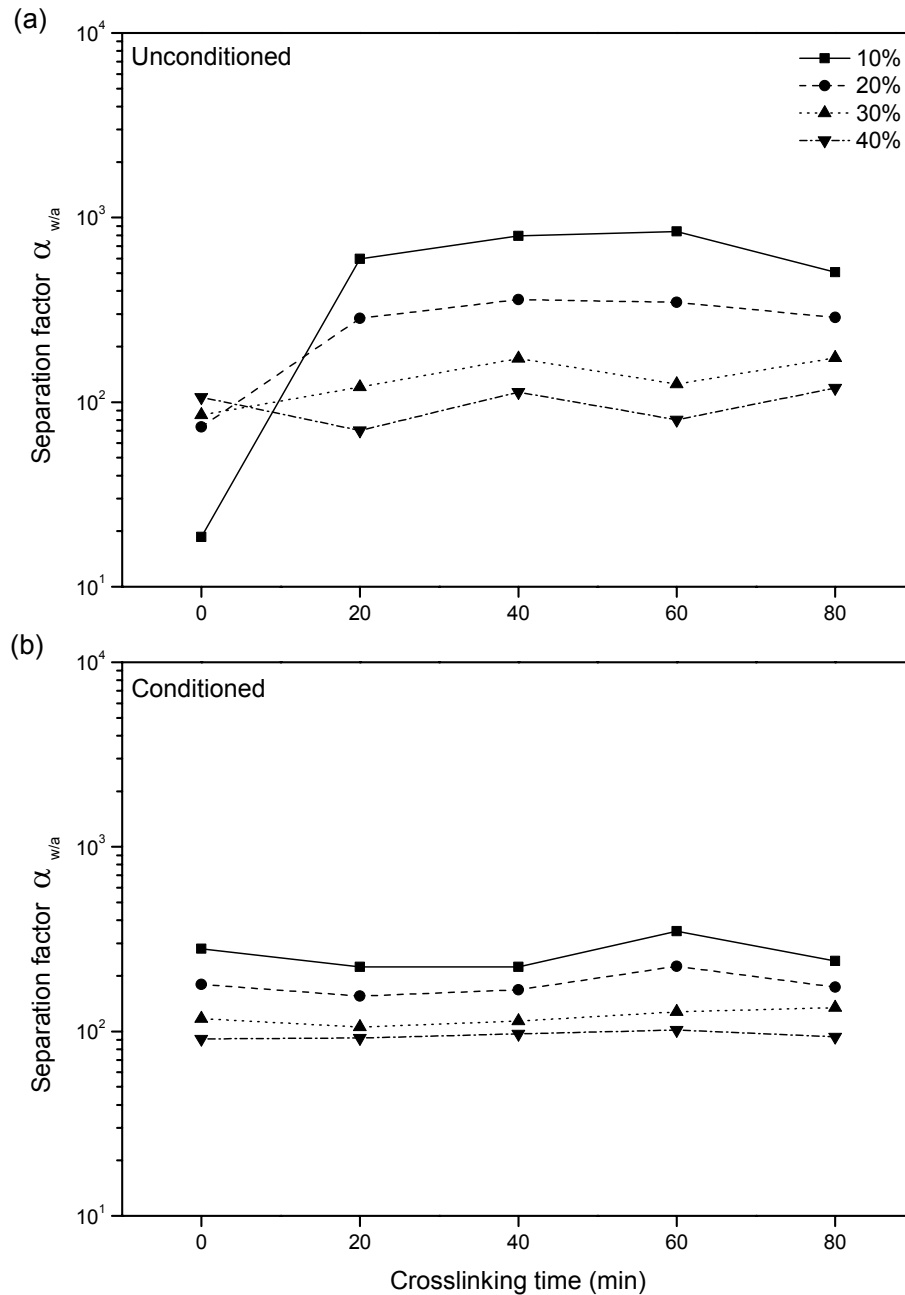 (a)
Unconditioned
10%
20%
30%
40%
10⁴
10³
10²
10¹
Separation factor α w/a
0 20 40 60 80
(b)
Conditioned
10⁴
10³
10²
10¹
Separation factor α w/a
0 20 40 60 80
Crosslinking time (min)